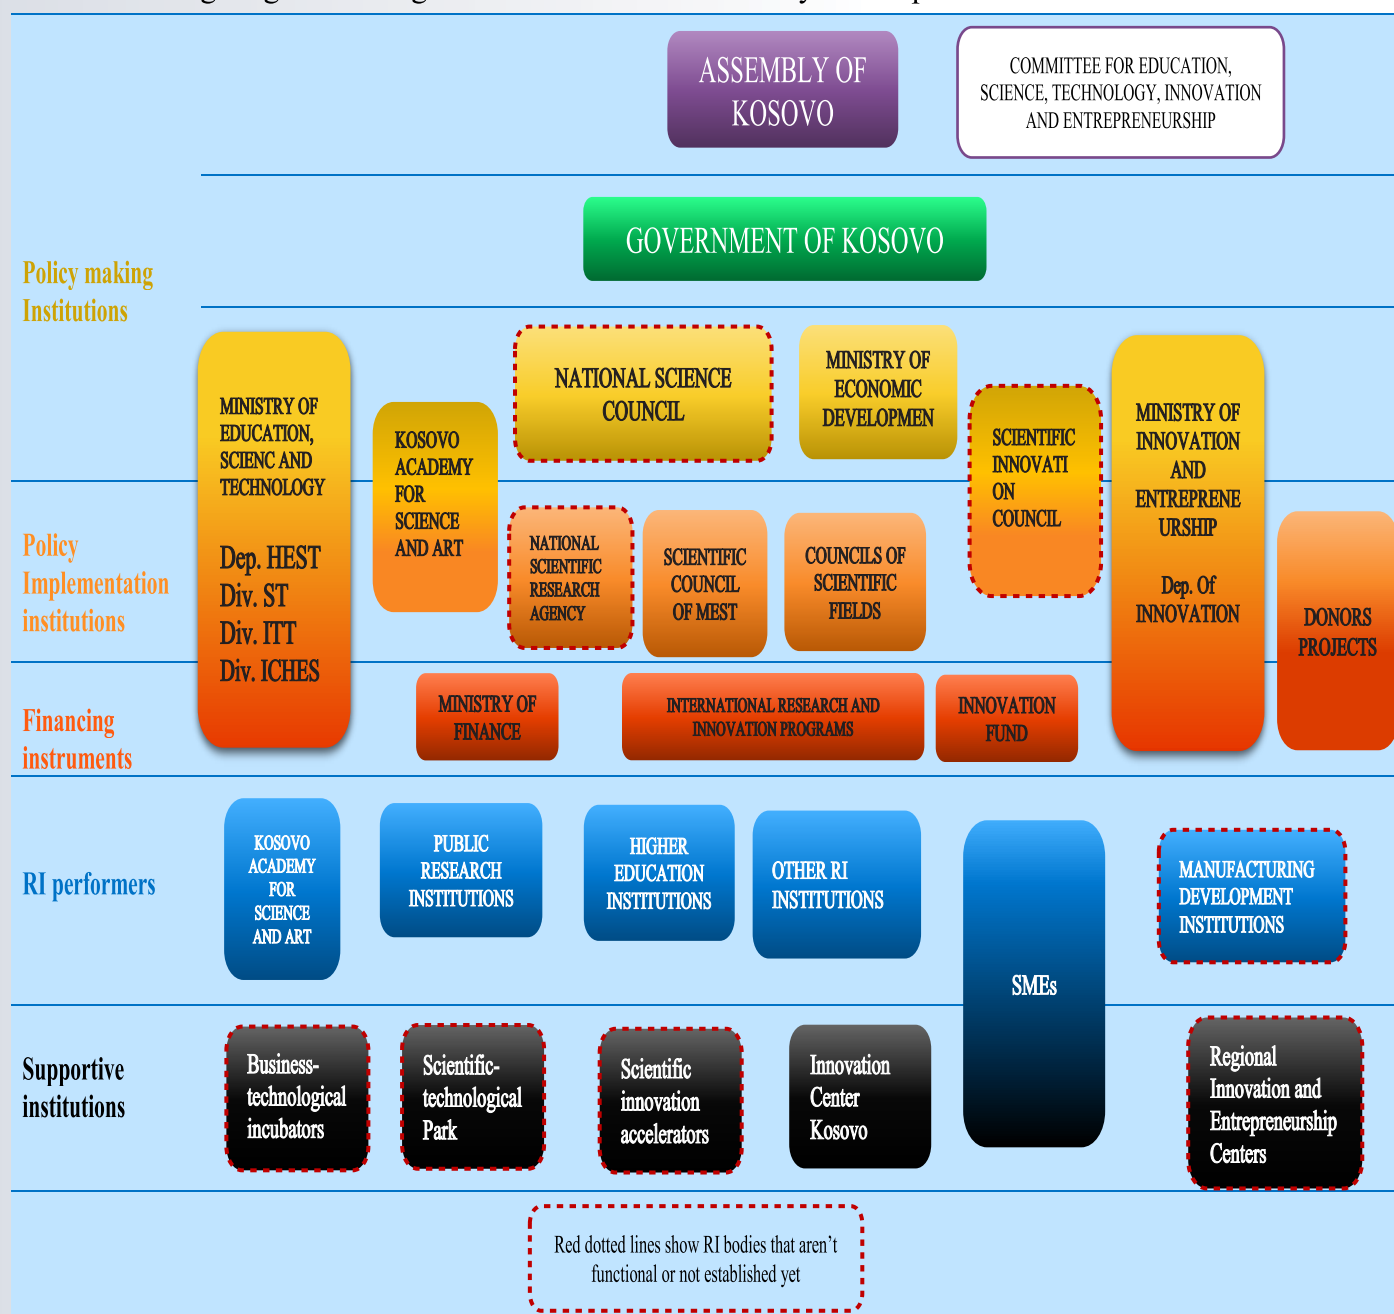 ASSEMBLY OF
KOSOVO
COMMITTEE FOR EDUCATION,
SCIENCE, TECHNOLOGY, INNOVATION
AND ENTREPRENEURSHIP
GOVERNMENT OF KOSOVO
Policy making
Institutions
MINISTRY OF
EDUCATION,
SCIENC AND
TECHNOLOGY
Dep. HEST
Div. ST
Div. ITT
Div. ICHES
KOSOVO
ACADEMY
FOR
SCIENCE
AND ART
NATIONAL SCIENCE
COUNCIL
MINISTRY OF
ECONOMIC
DEVELOPMEN
SCIENTIFIC
INNOVATI
ON
COUNCIL
MINISTRY OF
INNOVATION
AND
ENTREPRENE
URSHIP
Dep. Of
INNOVATION
Policy
Implementation
institutions
NATIONAL
SCIENTIFIC
RESEARCH
AGENCY
SCIENTIFIC
COUNCIL
OF MEST
COUNCILS OF
SCIENTIFIC
FIELDS
DONORS
PROJECTS
Financing
instruments
MINISTRY OF
FINANCE
INTERNATIONAL RESEARCH AND
INNOVATION PROGRAMS
INNOVATION
FUND
RI performers
KOSOVO
ACADEMY
FOR
SCIENCE
AND ART
PUBLIC
RESEARCH
INSTITUTIONS
HIGHER
EDUCATION
INSTITUTIONS
OTHER RI
INSTITUTIONS
SMEs
MANUFACTURING
DEVELOPMENT
INSTITUTIONS
Supportive
institutions
Business-
technological
incubators
Scientific-
technological
Park
Scientific
innovation
accelerators
Innovation
Center
Kosovo
Regional
Innovation and
Entrepreneurship
Centers
Red dotted lines show RI bodies that aren't
functional or not established yet